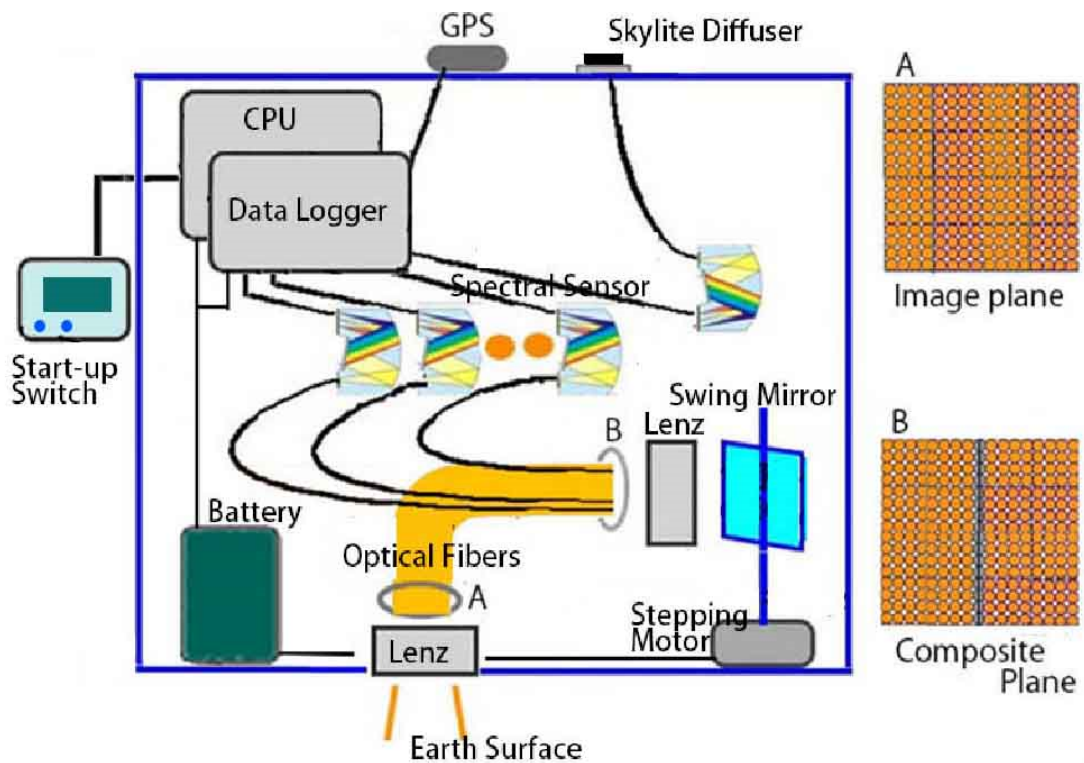 GPS
Skylite Diffuser
A
CPU
Data Logger
Spectral Sensor
Image plane
Start-up
Switch
Swing Mirror
Lenz
B
B
Battery
Optical Fibers
A
Stepping
Motor
Lenz
Composite
Plane
Earth Surface